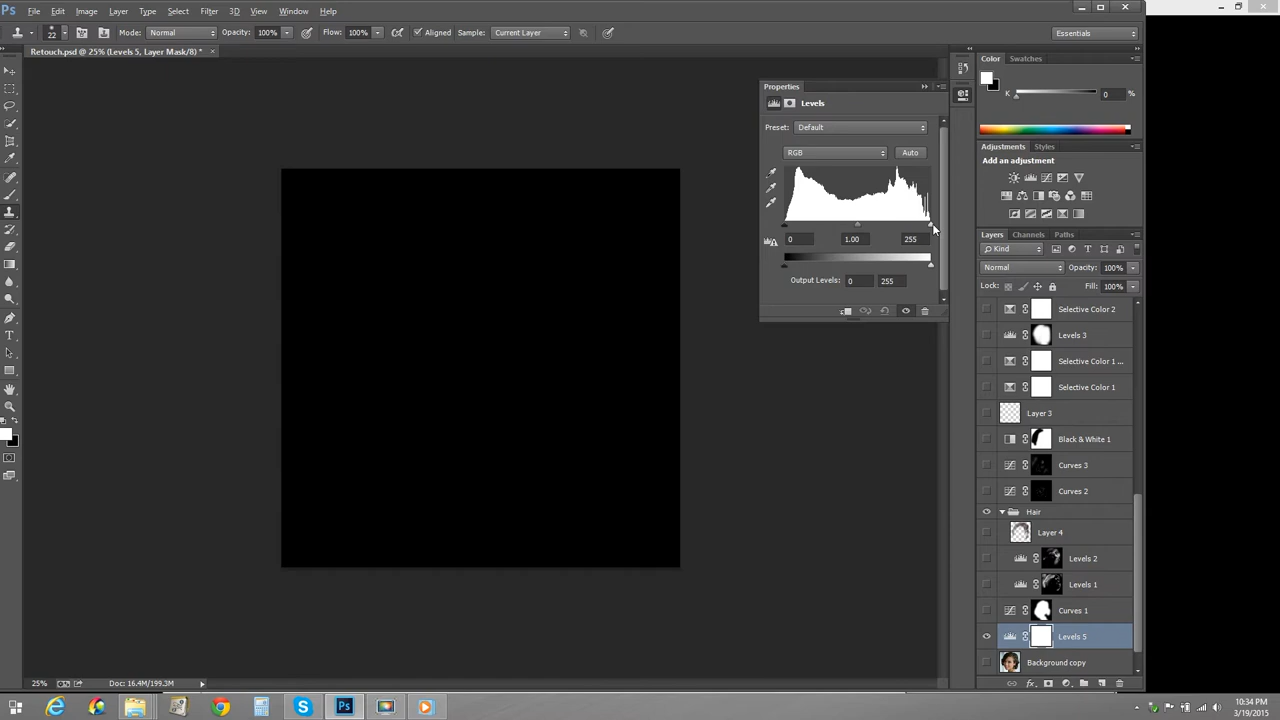 Ps File Edit Image Layer Type Select Filter 3D View Window Help
22 Mode: Normal Opacity: 100% Flow: 100% Aligned Sample: Current Layer Essentials
Retouch.psd @ 25% (Levels 5, Layer Mask/8) * ×
Properties
Levels
Preset: Default
RGB Auto
0 1.00 255
Output Levels: 0 255
Color Swatches
K 0 %
Adjustments Styles
Add an adjustment
Layers Channels Paths
Kind
Normal Opacity: 100%
Lock: Fill: 100%
Selective Color 2
Levels 3
Selective Color 1 ...
Selective Color 1
Layer 3
Black & White 1
Curves 3
Curves 2
Hair
Layer 4
Levels 2
Levels 1
Curves 1
Levels 5
Background copy
fx
25% Doc: 16.4M/199.3M
Ps
10:34 PM
3/19/2015